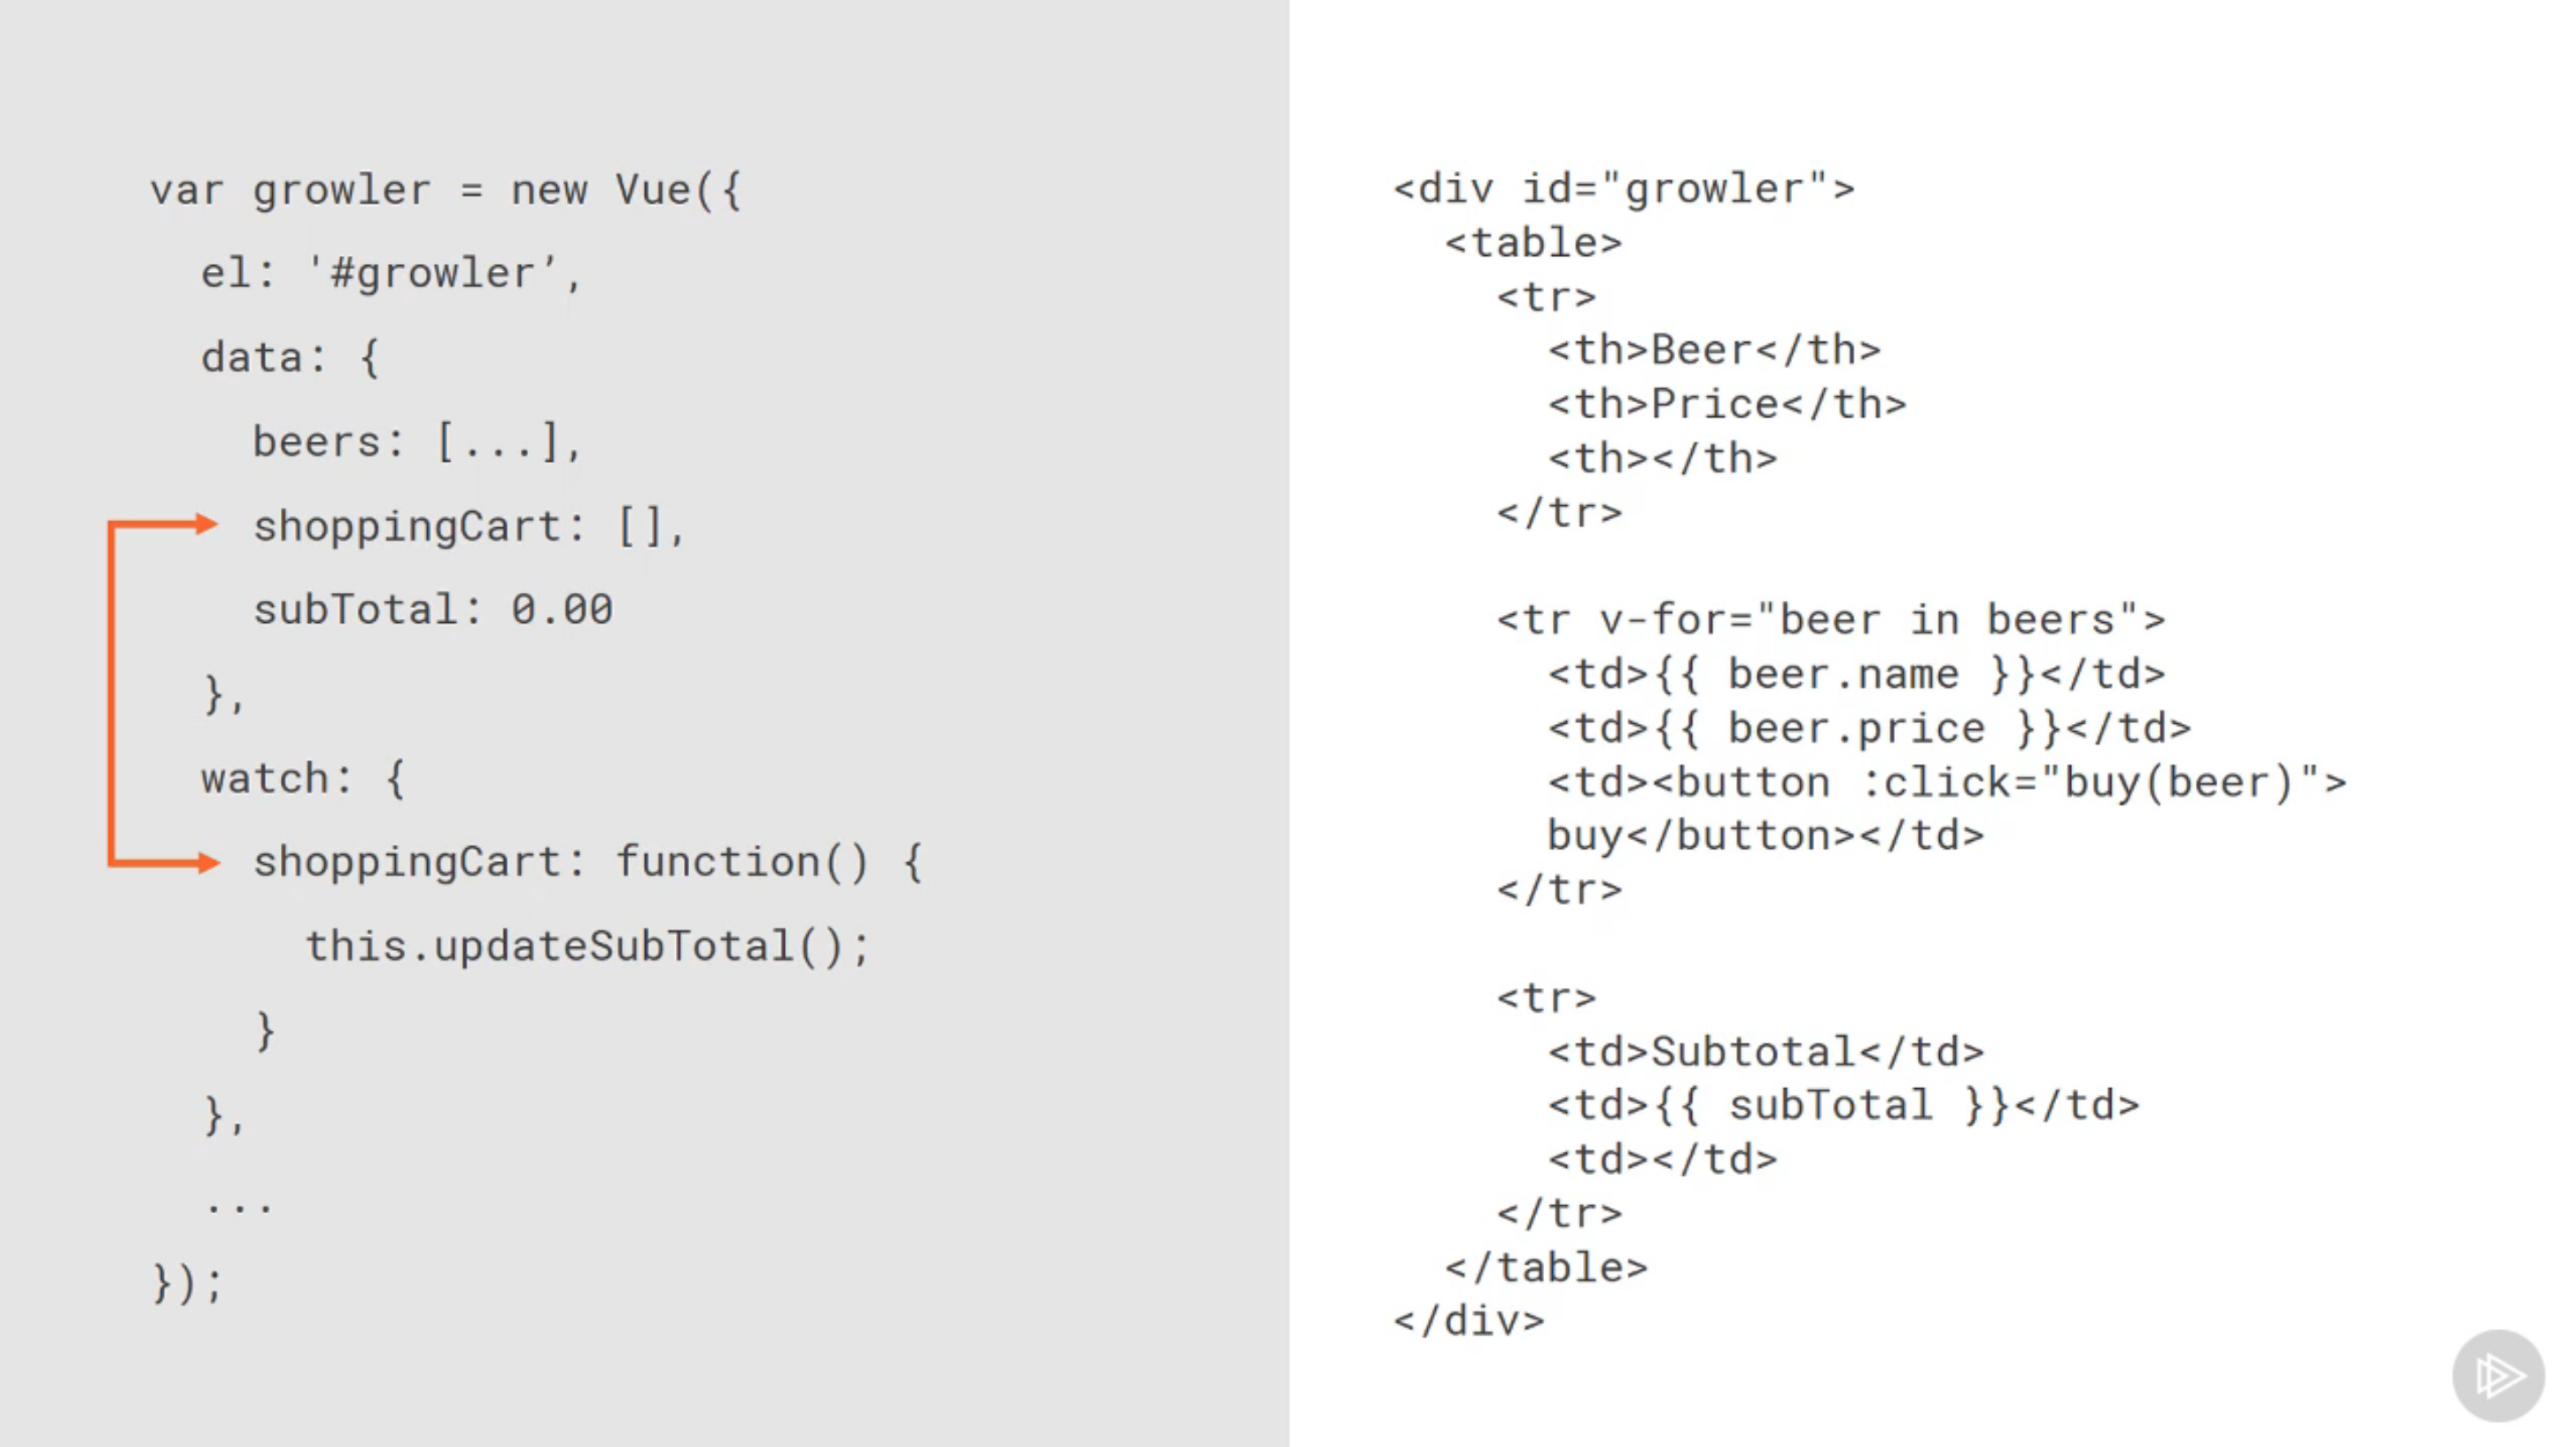 var growler = new Vue({
  el: '#growler’,
  data: {
    beers: [...],
    shoppingCart: [],
    subTotal: 0.00
  },
  watch: {
    shoppingCart: function() {
      this.updateSubTotal();
    }
  },
  ...
});
<div id="growler">
  <table>
    <tr>
      <th>Beer</th>
      <th>Price</th>
      <th></th>
    </tr>
    <tr v-for="beer in beers">
      <td>{{ beer.name }}</td>
      <td>{{ beer.price }}</td>
      <td><button :click="buy(beer)">
      buy</button></td>
    </tr>
    <tr>
      <td>Subtotal</td>
      <td>{{ subTotal }}</td>
      <td></td>
    </tr>
  </table>
</div>